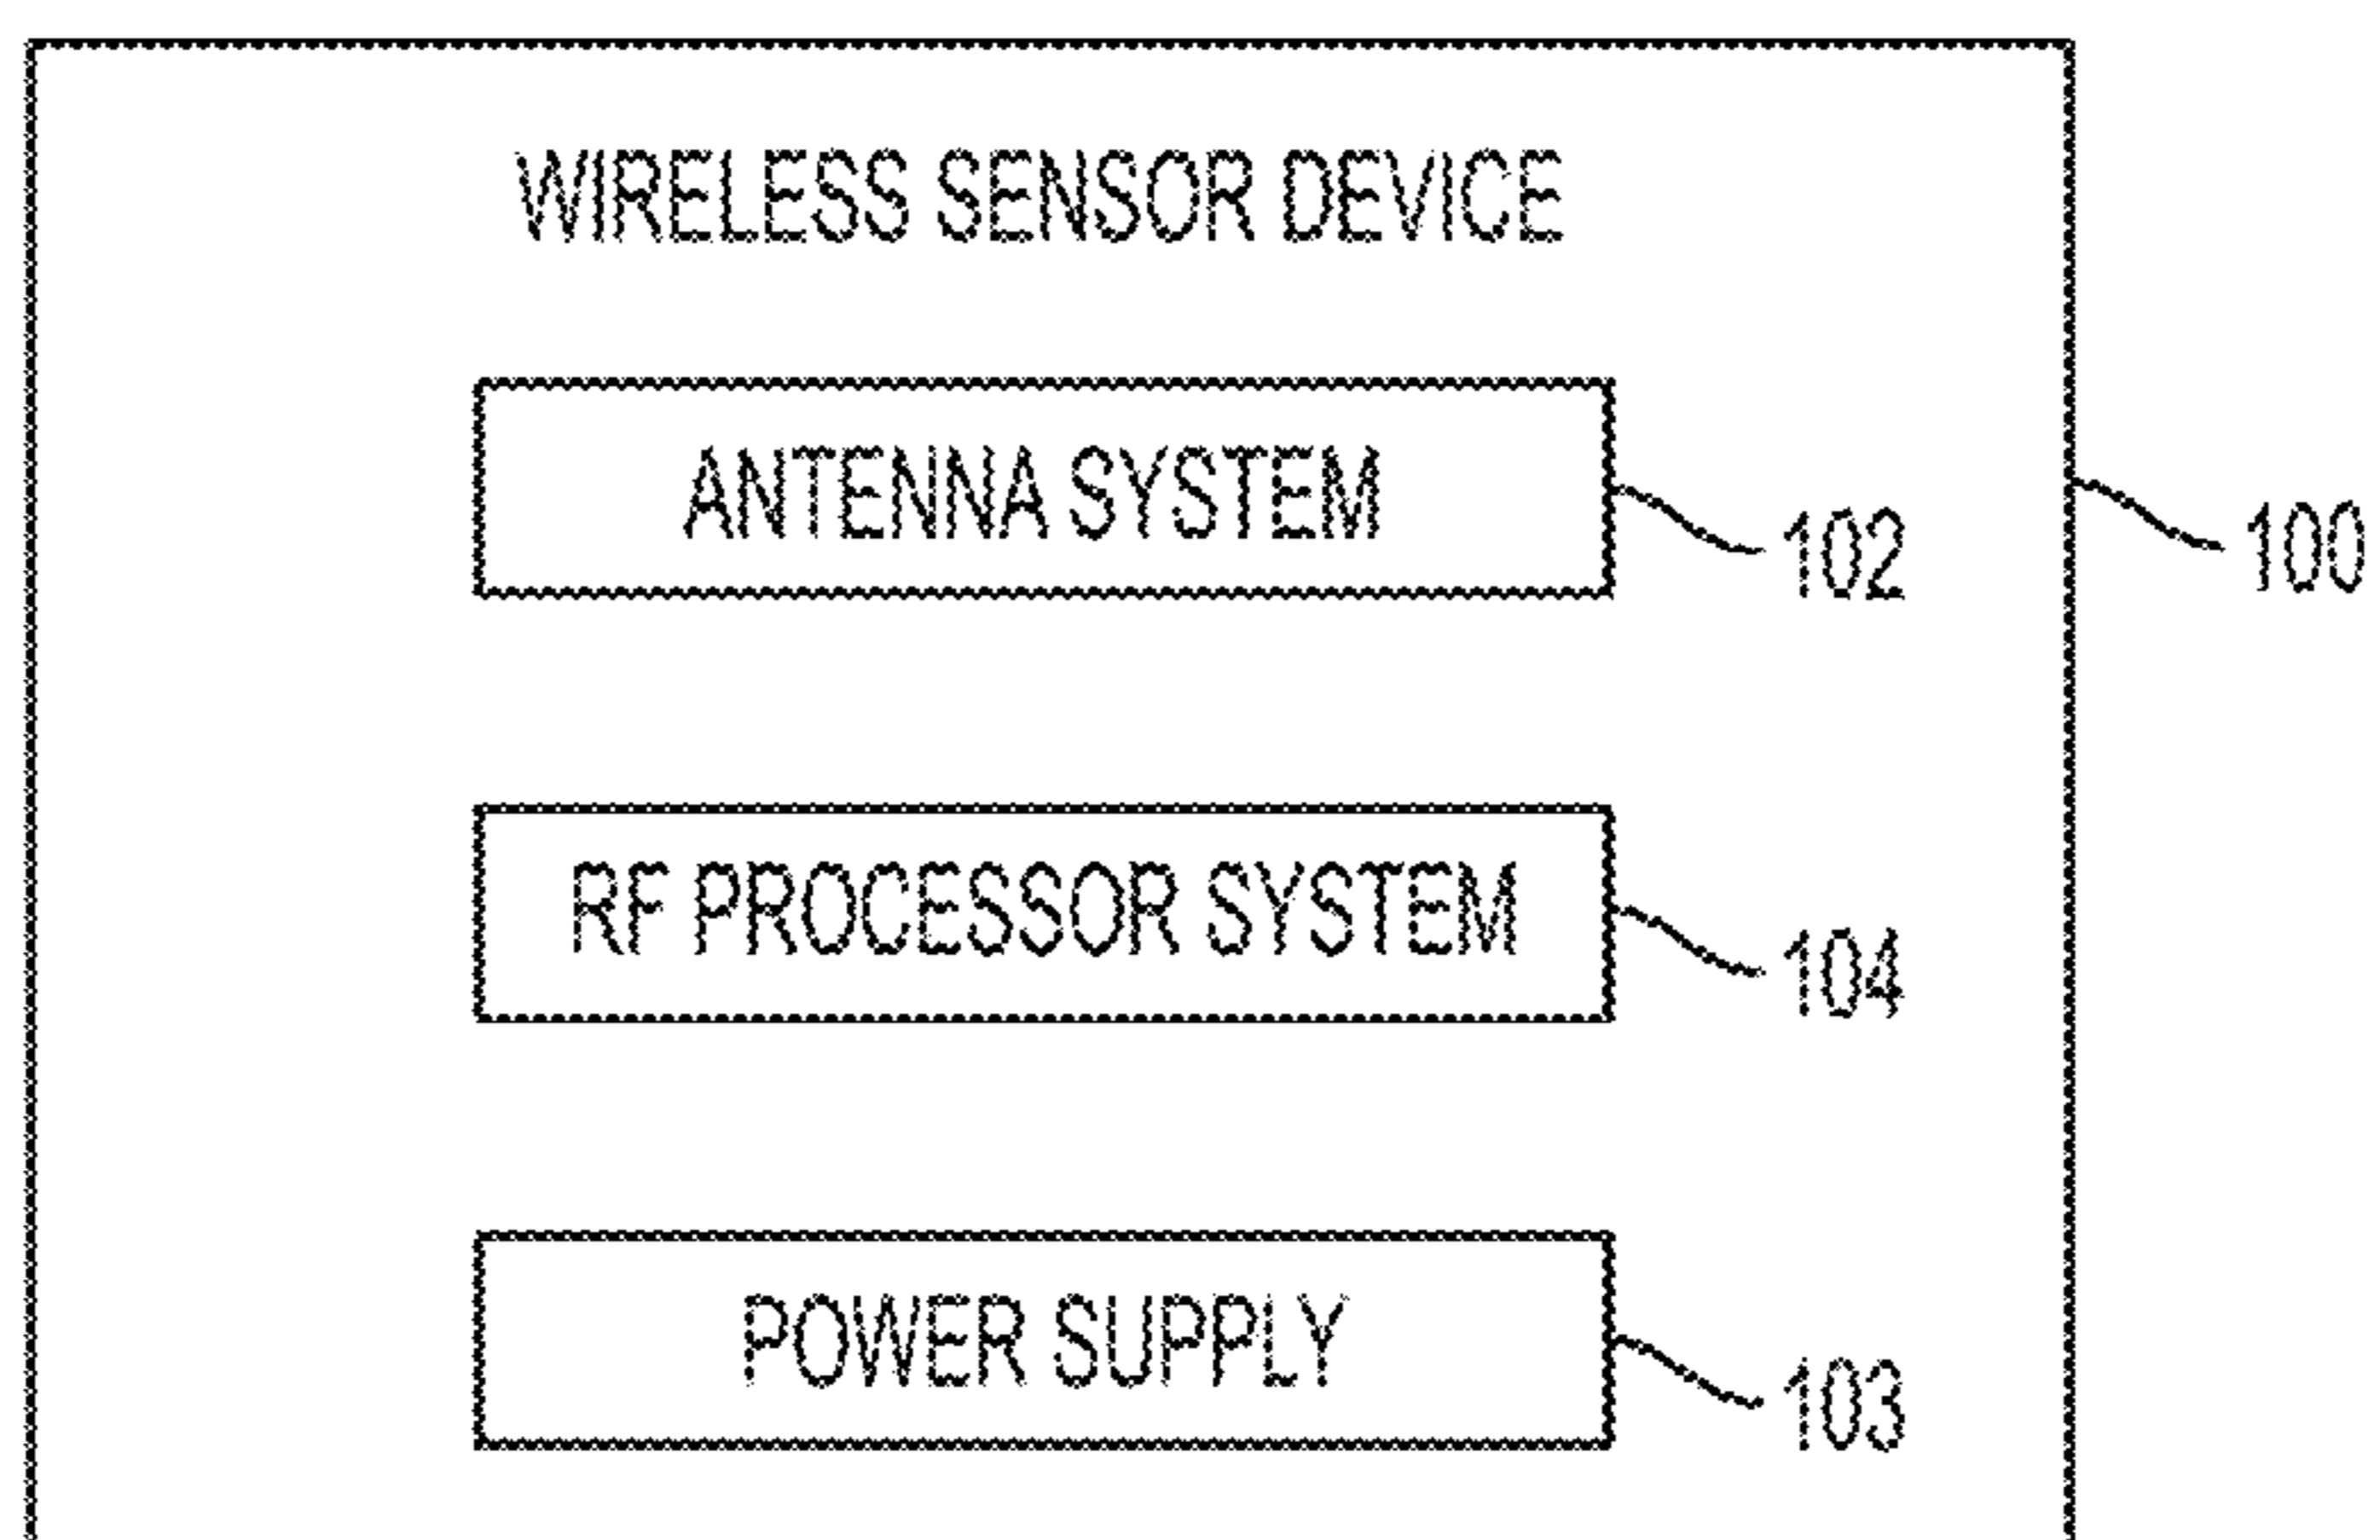 WIRELESS SENSOR DEVICE
ANTENNA SYSTEM
102
100
RF PROCESSOR SYSTEM
104
POWER SUPPLY
103